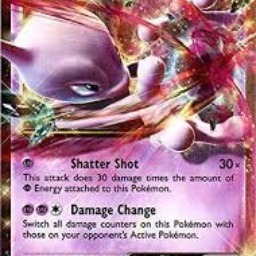 Shatter Shot 30×
This attack does 30 damage times the amount of
Energy attached to this Pokémon.
Damage Change
Switch all damage counters on this Pokémon with
those on your opponent's Active Pokémon.